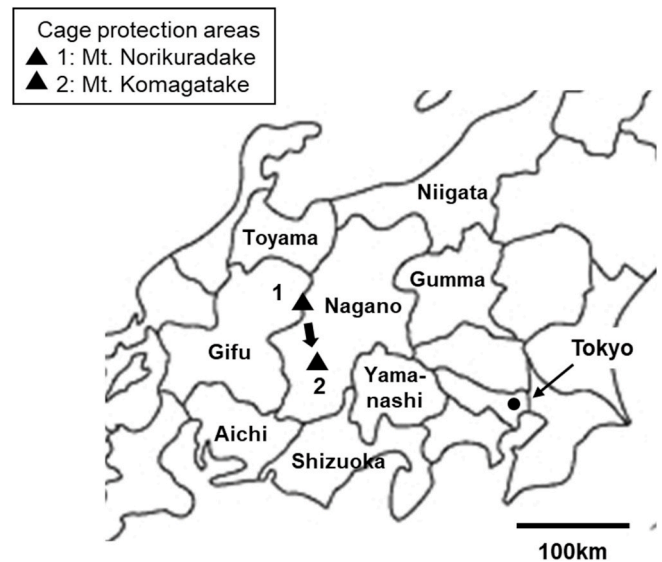 Cage protection areas
▲ 1: Mt. Norikuradake
▲ 2: Mt. Komagatake
Niigata
Toyama
Gumma
1
Nagano
Gifu
Tokyo
2
Yama-
nashi
Aichi
Shizuoka
100km